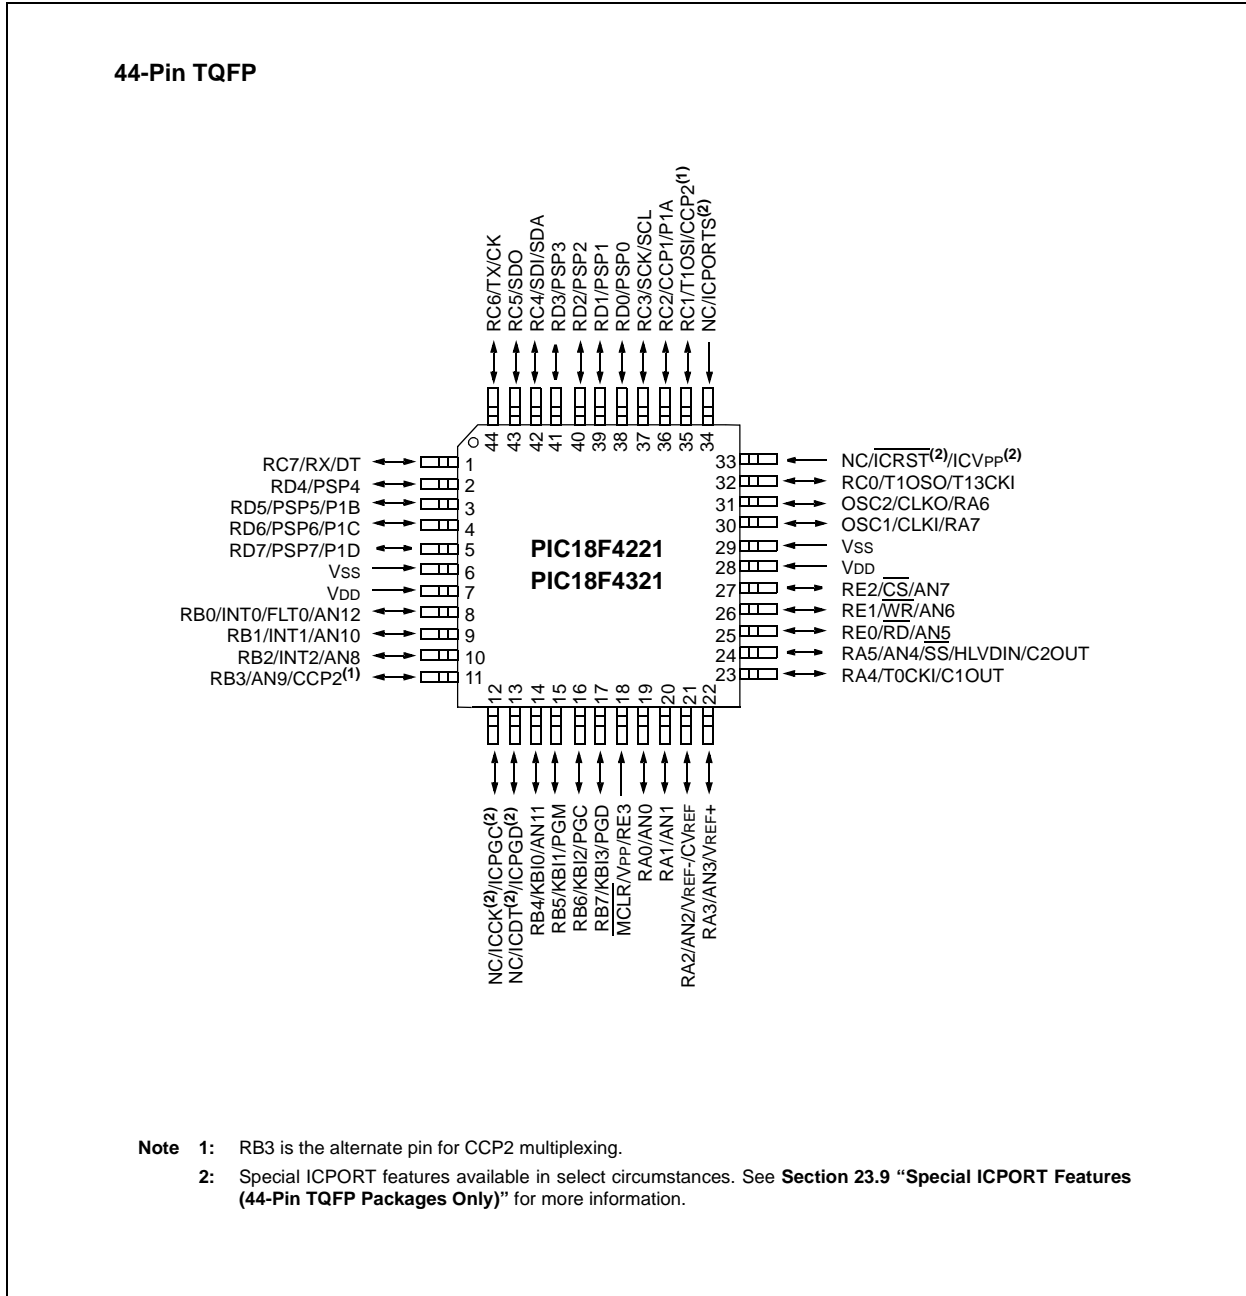 44-Pin TQFP
RC6/TX/CK
RC5/SDO
RC4/SDI/SDA
RD3/PSP3
RD2/PSP2
RD1/PSP1
RD0/PSP0
RC3/SCK/SCL
RC2/CCP1/P1A
RC1/T1OSI/CCP2(1)
NC/ICPORTS(2)
44
43
42
41
40
39
38
37
36
35
34
RC7/RX/DT 1
RD4/PSP4 2
RD5/PSP5/P1B 3
RD6/PSP6/P1C 4
RD7/PSP7/P1D 5
VSS 6
VDD 7
RB0/INT0/FLT0/AN12 8
RB1/INT1/AN10 9
RB2/INT2/AN8 10
RB3/AN9/CCP2(1) 11
PIC18F4221
PIC18F4321
33 NC/ICRST(2)/ICVPP(2)
32 RC0/T1OSO/T13CKI
31 OSC2/CLKO/RA6
30 OSC1/CLKI/RA7
29 VSS
28 VDD
27 RE2/CS/AN7
26 RE1/WR/AN6
25 RE0/RD/AN5
24 RA5/AN4/SS/HLVDIN/C2OUT
23 RA4/T0CKI/C1OUT
12
13
14
15
16
17
18
19
20
21
22
NC/ICCK(2)/ICPGC(2)
NC/ICDT(2)/ICPGD(2)
RB4/KBI0/AN11
RB5/KBI1/PGM
RB6/KBI2/PGC
RB7/KBI3/PGD
MCLR/VPP/RE3
RA0/AN0
RA1/AN1
RA2/AN2/VREF-/CVREF
RA3/AN3/VREF+
Note 1: RB3 is the alternate pin for CCP2 multiplexing.
2: Special ICPORT features available in select circumstances. See Section 23.9 “Special ICPORT Features
(44-Pin TQFP Packages Only)” for more information.